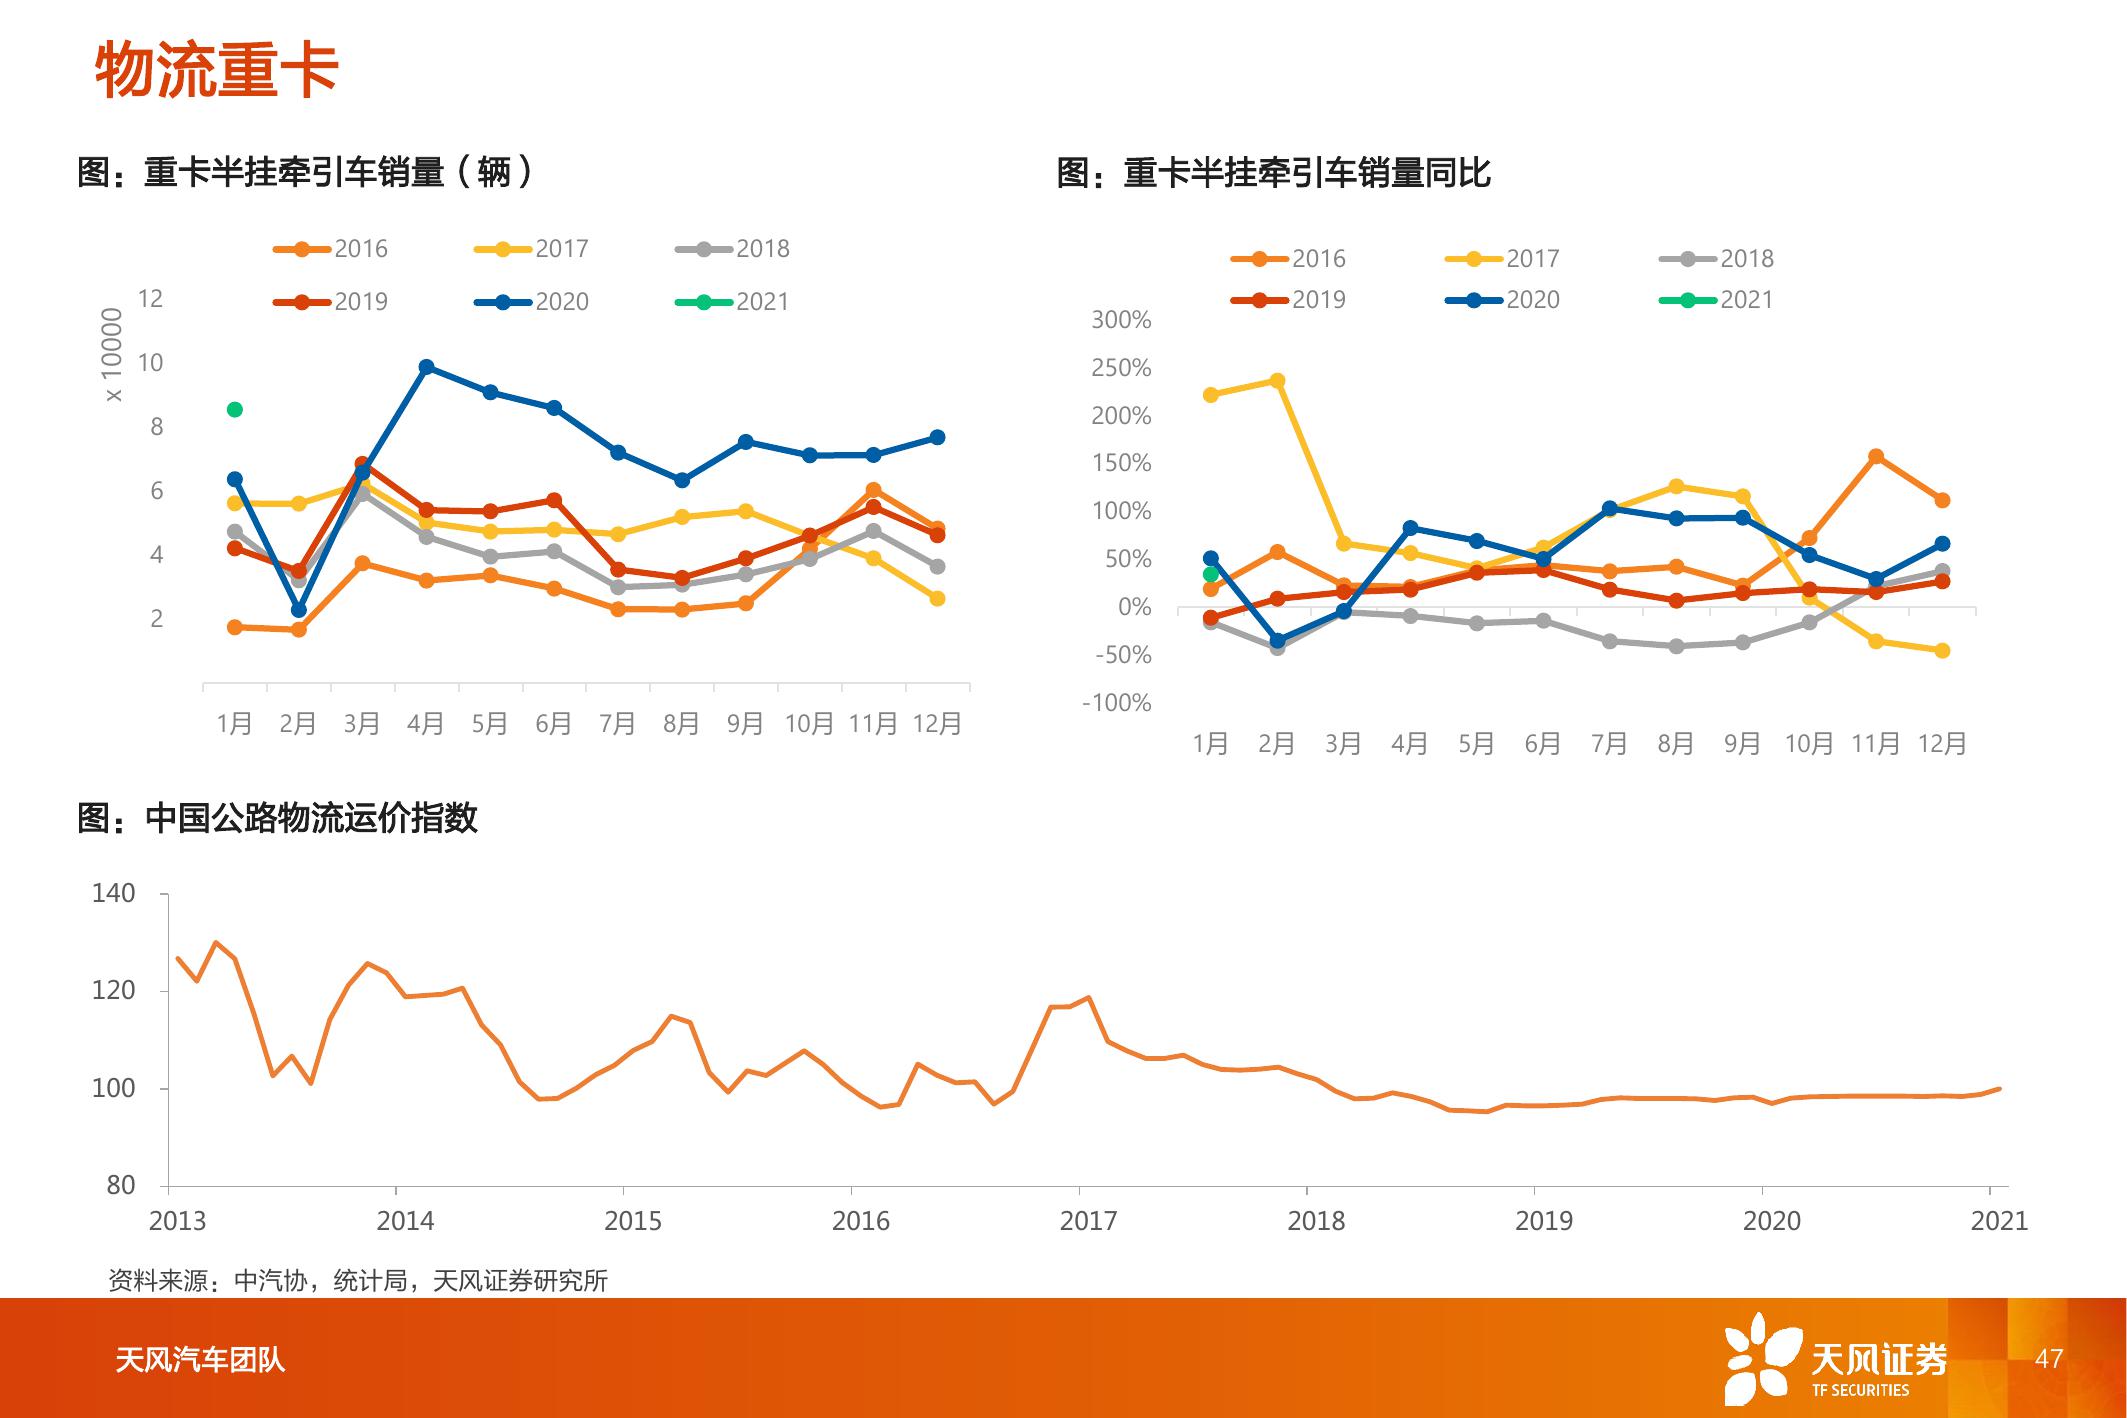 物流重卡
图：重卡半挂牵引车销量（辆）
2016 2017 2018
2019 2020 2021
x 10000
12
10
8
6
4
2
1月 2月 3月 4月 5月 6月 7月 8月 9月 10月 11月 12月
图：重卡半挂牵引车销量同比
2016 2017 2018
2019 2020 2021
300%
250%
200%
150%
100%
50%
0%
-50%
-100%
1月 2月 3月 4月 5月 6月 7月 8月 9月 10月 11月 12月
图：中国公路物流运价指数
140
120
100
80
2013 2014 2015 2016 2017 2018 2019 2020 2021
资料来源：中汽协，统计局，天风证券研究所
天风汽车团队
天风证券
TF SECURITIES
47